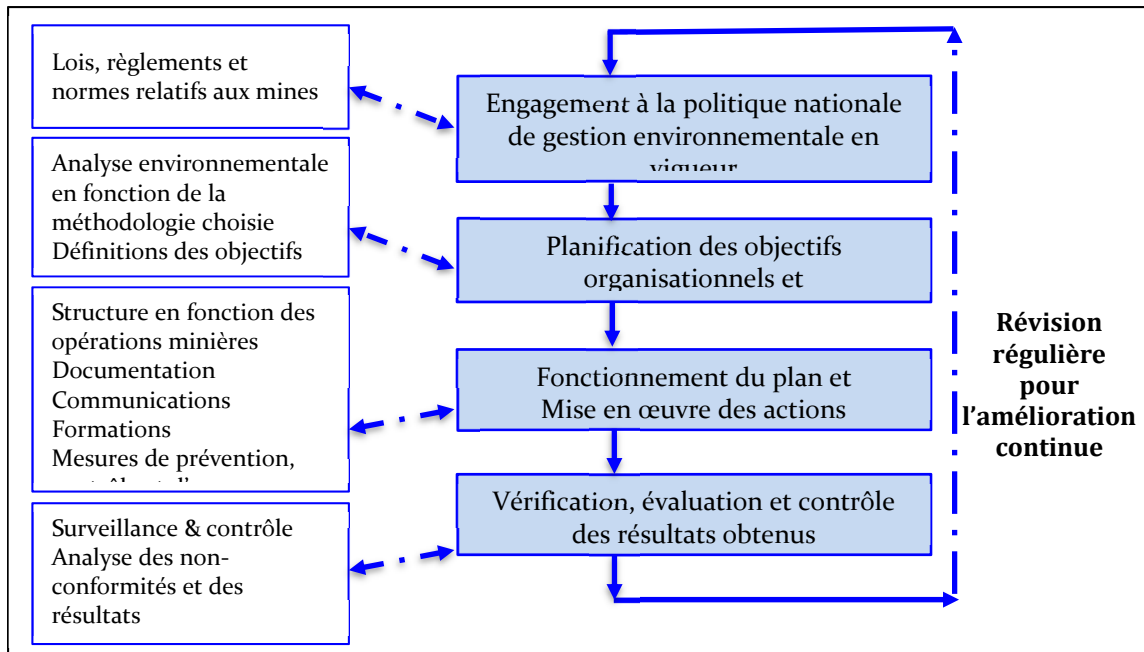 Lois, règlements et
normes relatifs aux mines
Analyse environnementale
en fonction de la
méthodologie choisie
Définitions des objectifs
Structure en fonction des
opérations minières
Documentation
Communications
Formations
Mesures de prévention,
Surveillance & contrôle
Analyse des non-
conformités et des
résultats
Engagement à la politique nationale
de gestion environnementale en
vigueur
Planification des objectifs
organisationnels et
Fonctionnement du plan et
Mise en œuvre des actions
Vérification, évaluation et contrôle
des résultats obtenus
Révision
régulière
pour
l'amélioration
continue